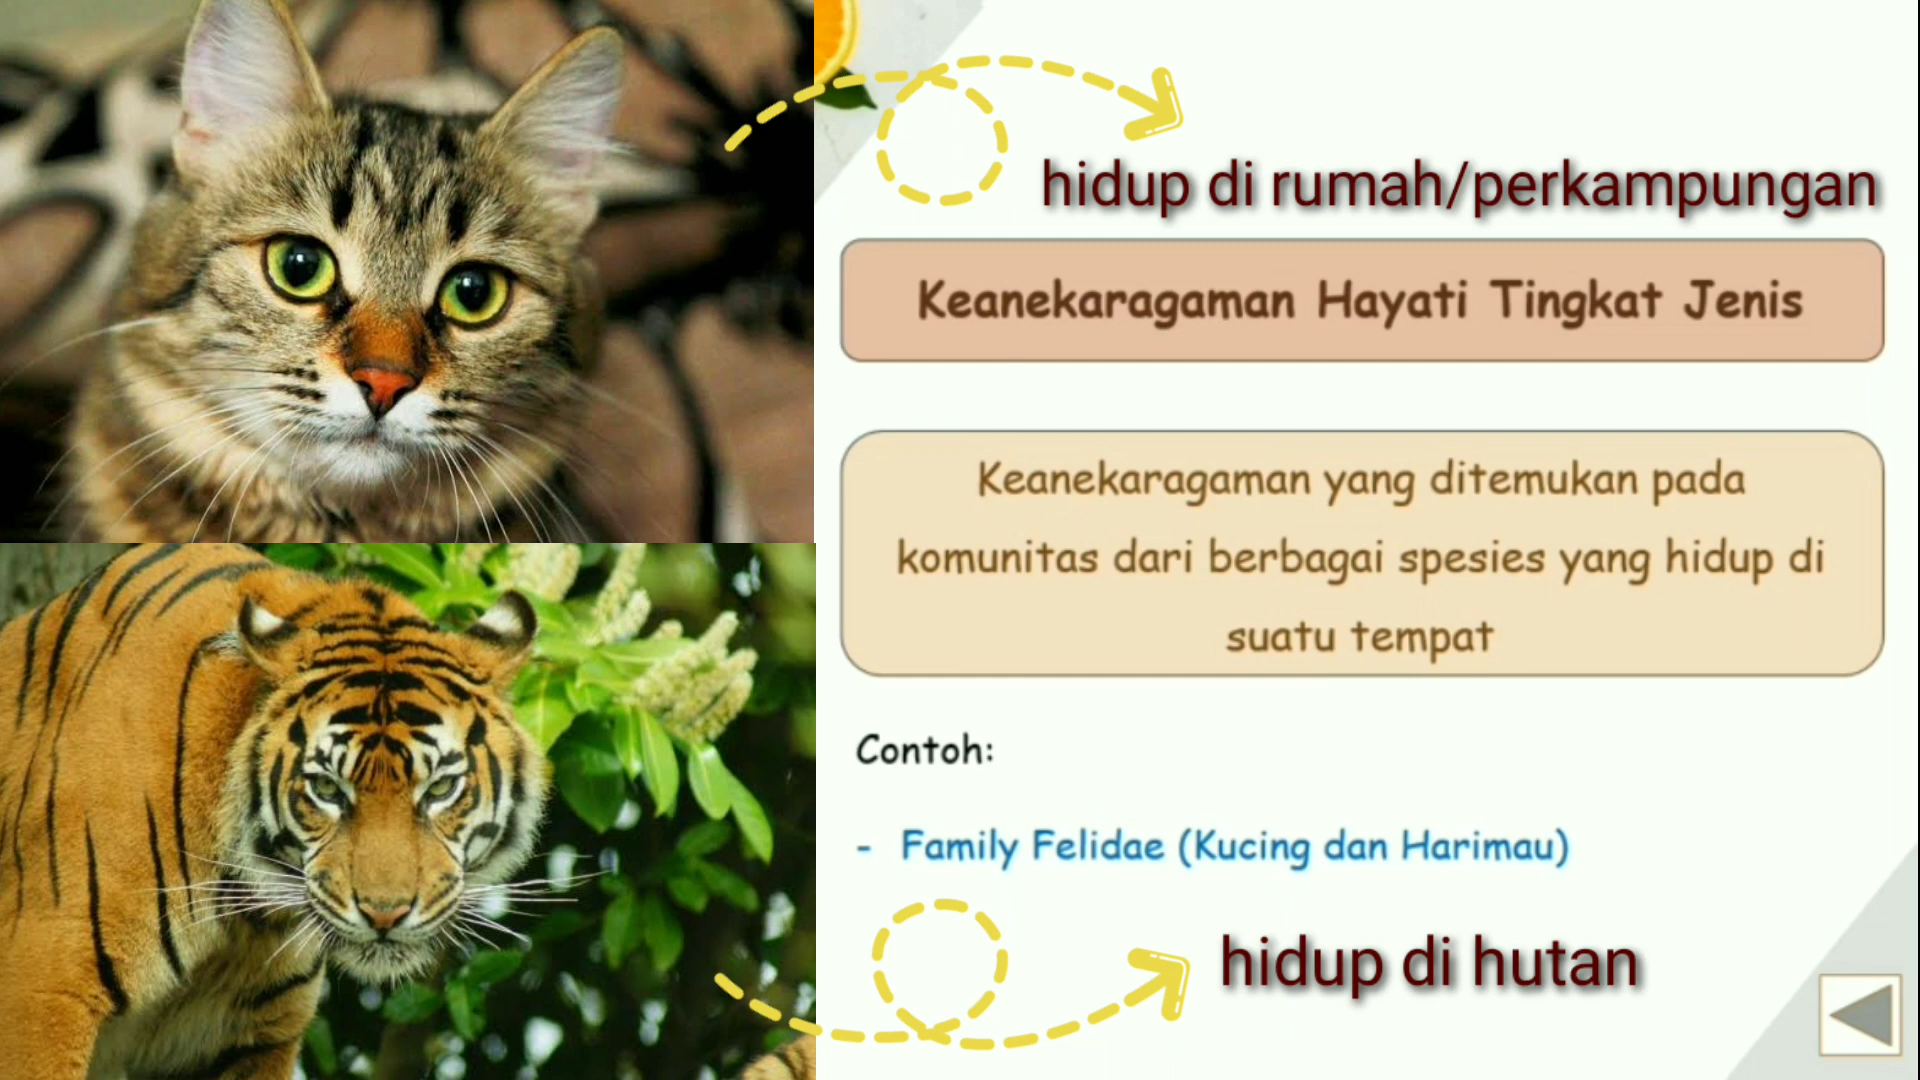 hidup di rumah/perkampungan
Keanekaragaman Hayati Tingkat Jenis
Keanekaragaman yang ditemukan pada
komunitas dari berbagai spesies yang hidup di
suatu tempat
Contoh:
- Family Felidae (Kucing dan Harimau)
hidup di hutan